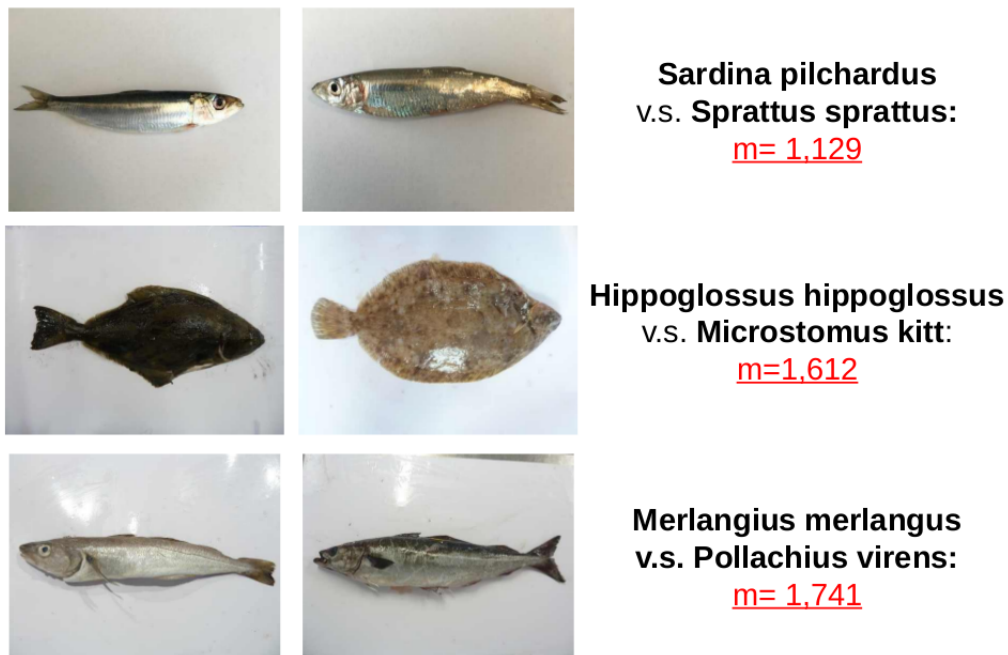 Sardina pilchardus
v.s. Sprattus sprattus:
m= 1,129
Hippoglossus hippoglossus
v.s. Microstomus kitt:
m=1,612
Merlangius merlangus
v.s. Pollachius virens:
m= 1,741